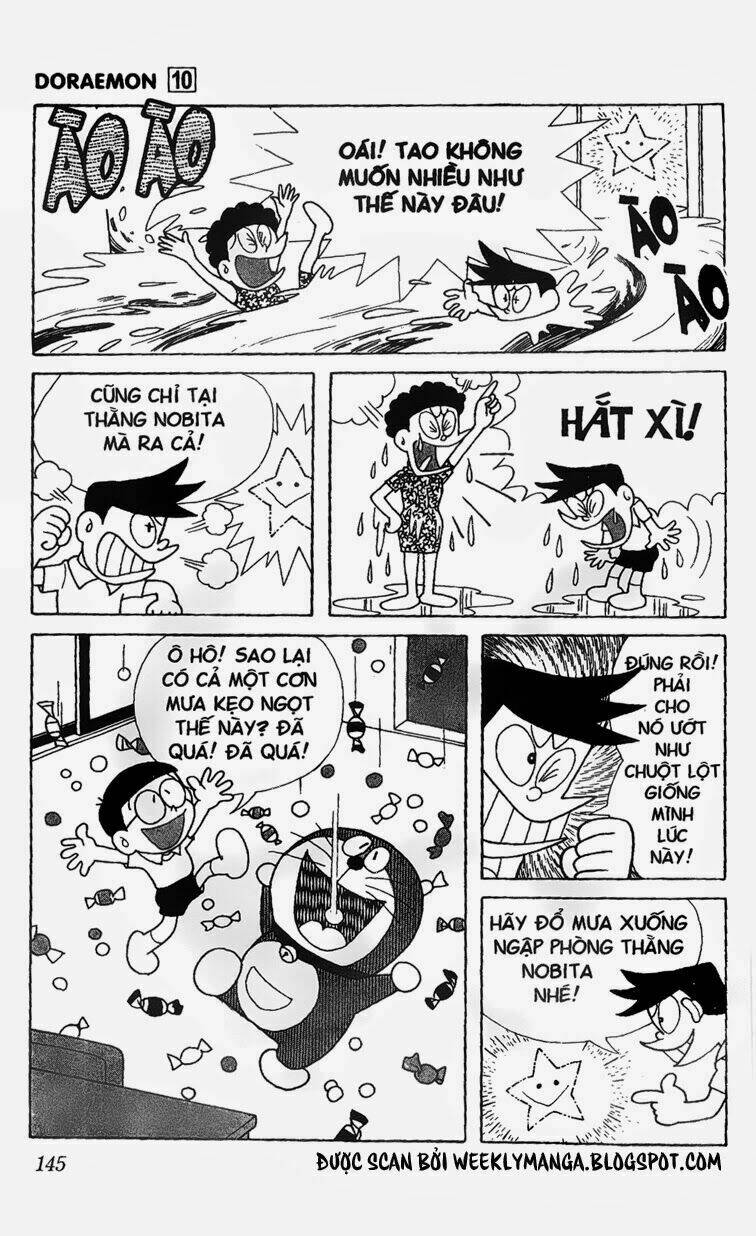 DORAEMON 10
ÀO ÀO
OÁI! TAO KHÔNG
MUỐN NHIỀU NHƯ
THẾ NÀY ĐÂU!
ÀO
ÀO
CŨNG CHỈ TẠI
THẰNG NOBITA
MÀ RA CẢ!
HẮT XÌ!
Ô HÔ! SAO LẠI
CÓ CẢ MỘT CƠN
MƯA KẸO NGỌT
THẾ NÀY? ĐÃ
QUÁ! ĐÃ QUÁ!
ĐÚNG RỒI!
PHẢI
CHO
NÓ ƯỚT
NHƯ
CHUỘT LỘT
GIỐNG
MÌNH
LÚC
NÀY!
HÃY ĐỔ MƯA XUỐNG
NGẬP PHÒNG THẰNG
NOBITA
NHÉ!
145
ĐƯỢC SCAN BỞI WEEKLYMANGA.BLOGSPOT.COM